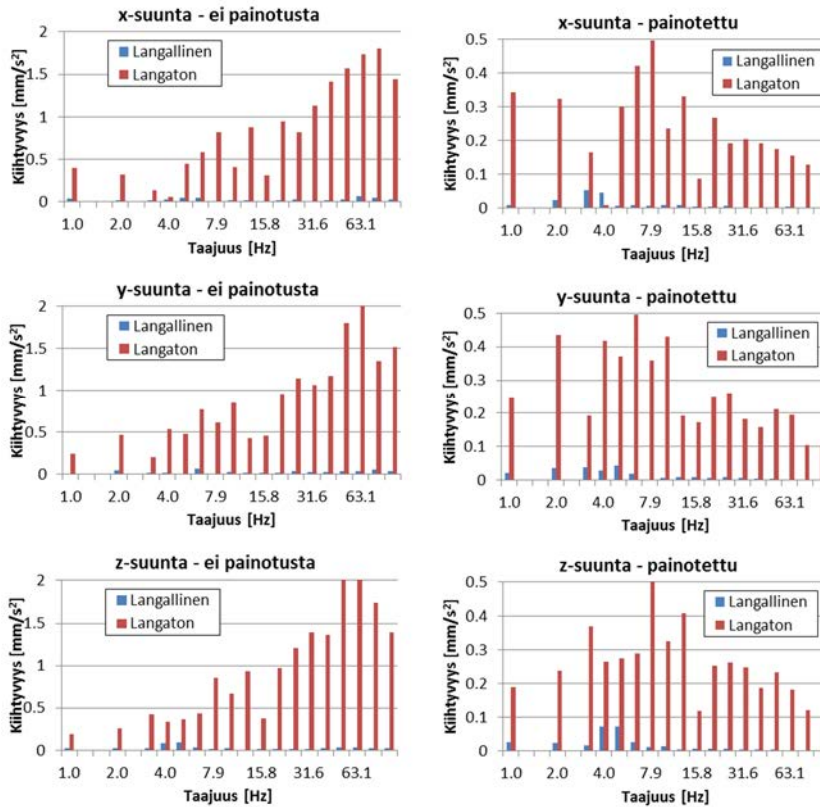 x-suunta - ei painotusta
Kiihtyvyys [mm/s²]
2
1.5
1
0.5
0
Langallinen
Langaton
1.0 2.0 4.0 7.9 15.8 31.6 63.1
Taajuus [Hz]
x-suunta - painotettu
Kiihtyvyys [mm/s²]
0.5
0.4
0.3
0.2
0.1
0
Langallinen
Langaton
1.0 2.0 4.0 7.9 15.8 31.6 63.1
Taajuus [Hz]
y-suunta - ei painotusta
Kiihtyvyys [mm/s²]
2
1.5
1
0.5
0
Langallinen
Langaton
1.0 2.0 4.0 7.9 15.8 31.6 63.1
Taajuus [Hz]
y-suunta - painotettu
Kiihtyvyys [mm/s²]
0.5
0.4
0.3
0.2
0.1
0
Langallinen
Langaton
1.0 2.0 4.0 7.9 15.8 31.6 63.1
Taajuus [Hz]
z-suunta - ei painotusta
Kiihtyvyys [mm/s²]
2
1.5
1
0.5
0
Langallinen
Langaton
1.0 2.0 4.0 7.9 15.8 31.6 63.1
Taajuus [Hz]
z-suunta - painotettu
Kiihtyvyys [mm/s²]
0.5
0.4
0.3
0.2
0.1
0
Langallinen
Langaton
1.0 2.0 4.0 7.9 15.8 31.6 63.1
Taajuus [Hz]